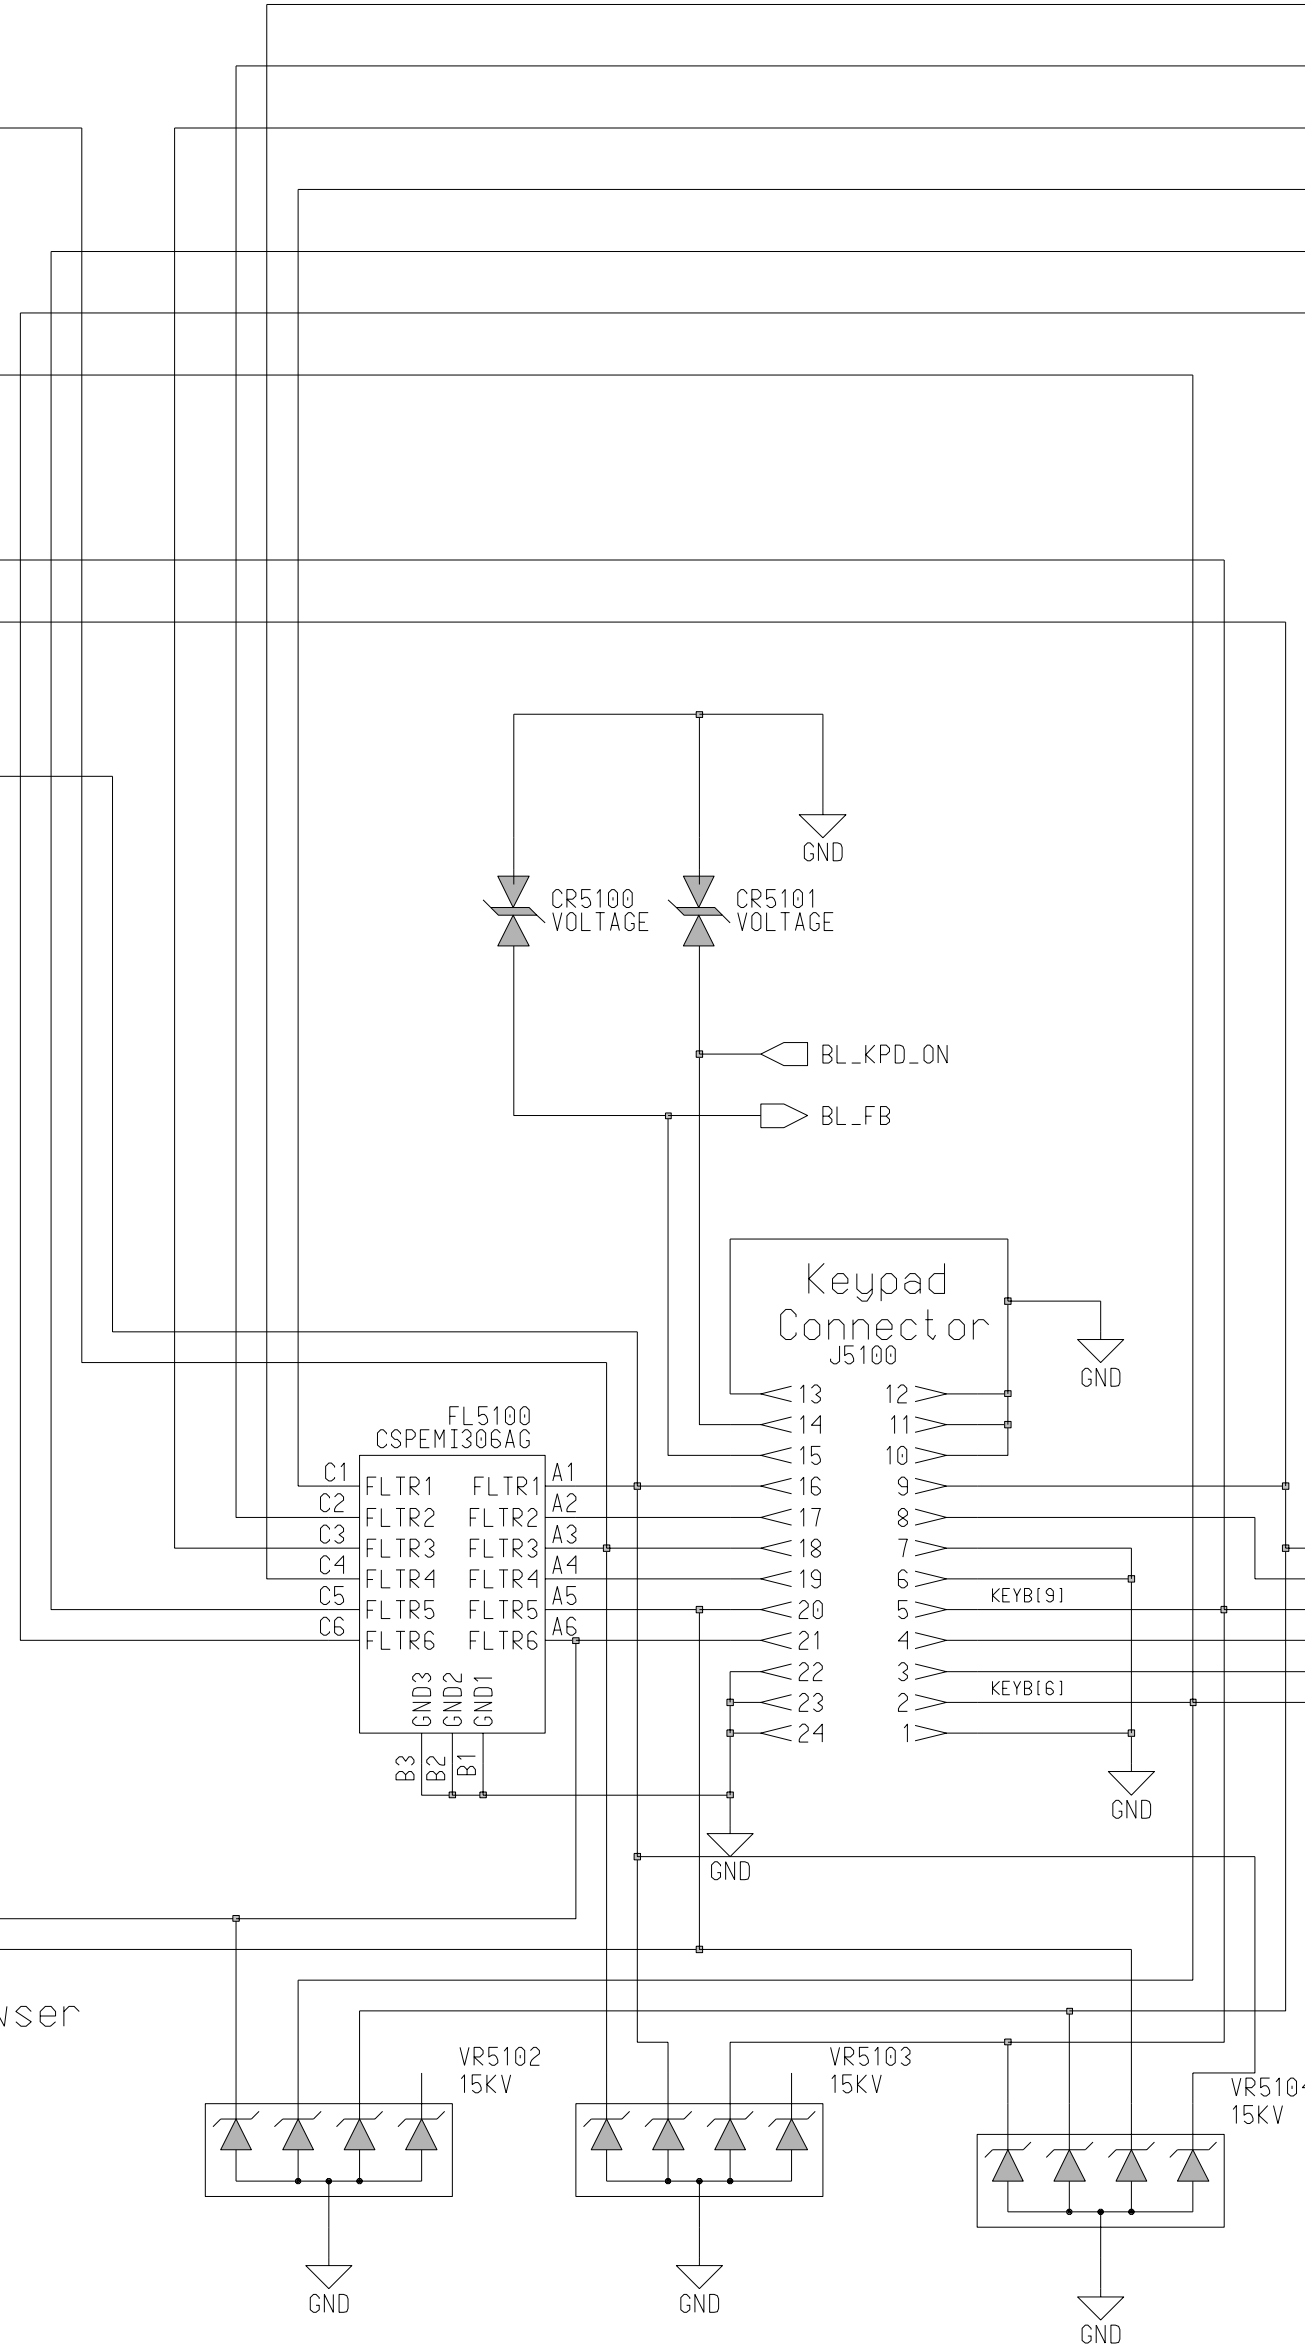 GND
CR5100
VOLTAGE
CR5101
VOLTAGE
BL_KPD_ON
BL_FB
Keypad
Connector
J5100
GND
13 12
14 11
15 10
16 9
17 8
18 7
19 6
KEYB[9]
20 5
21 4
22 3
KEYB[6]
23 2
24 1
FL5100
CSPEMI306AG
C1 FLTR1 FLTR1 A1
C2 FLTR2 FLTR2 A2
C3 FLTR3 FLTR3 A3
C4 FLTR4 FLTR4 A4
C5 FLTR5 FLTR5 A5
C6 FLTR6 FLTR6 A6
GND3 GND2 GND1
B3 B2 B1
GND
GND
wser
VR5102
15KV
VR5103
15KV
VR5104
15KV
GND
GND
GND